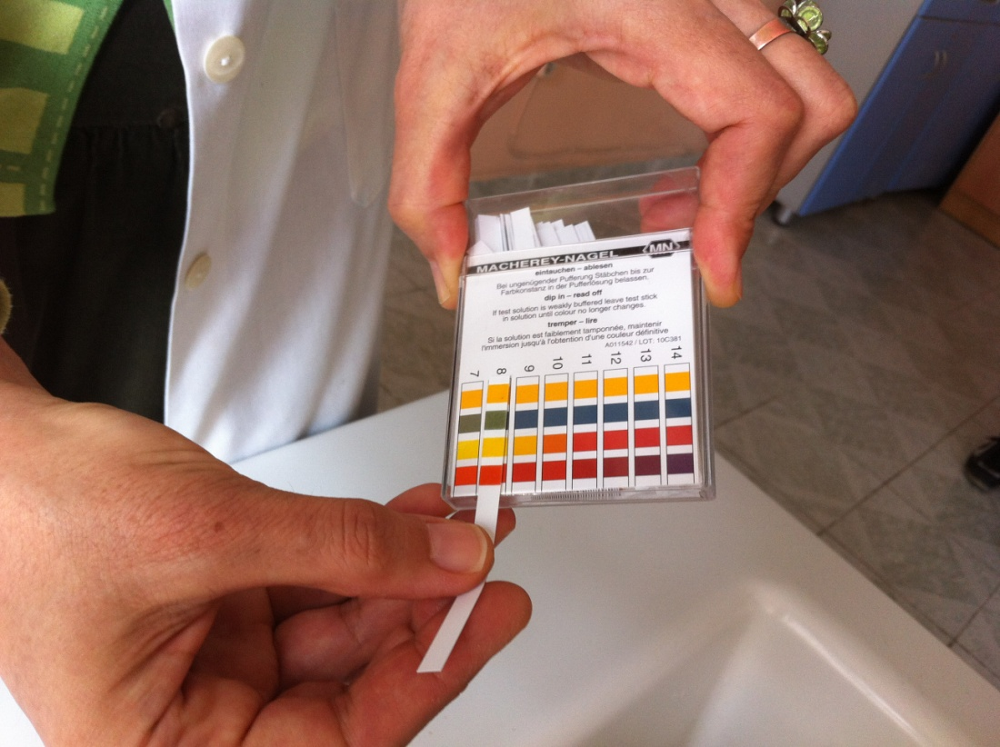 MACHEREY-NAGEL MN
eintauchen – ablesen
Bei ungenügender Pufferung Stäbchen bis zur
Farbkonstanz in der Pufferlösung belassen.
dip in – read off
If test solution is weakly buffered leave test stick
in solution until colour no longer changes.
tremper – lire
Si la solution est faiblement tamponnée, maintenir
l'immersion jusqu'à l'obtention d'une couleur définitive
A011542 / LOT: 10C381
7 8 9 10 11 12 13 14